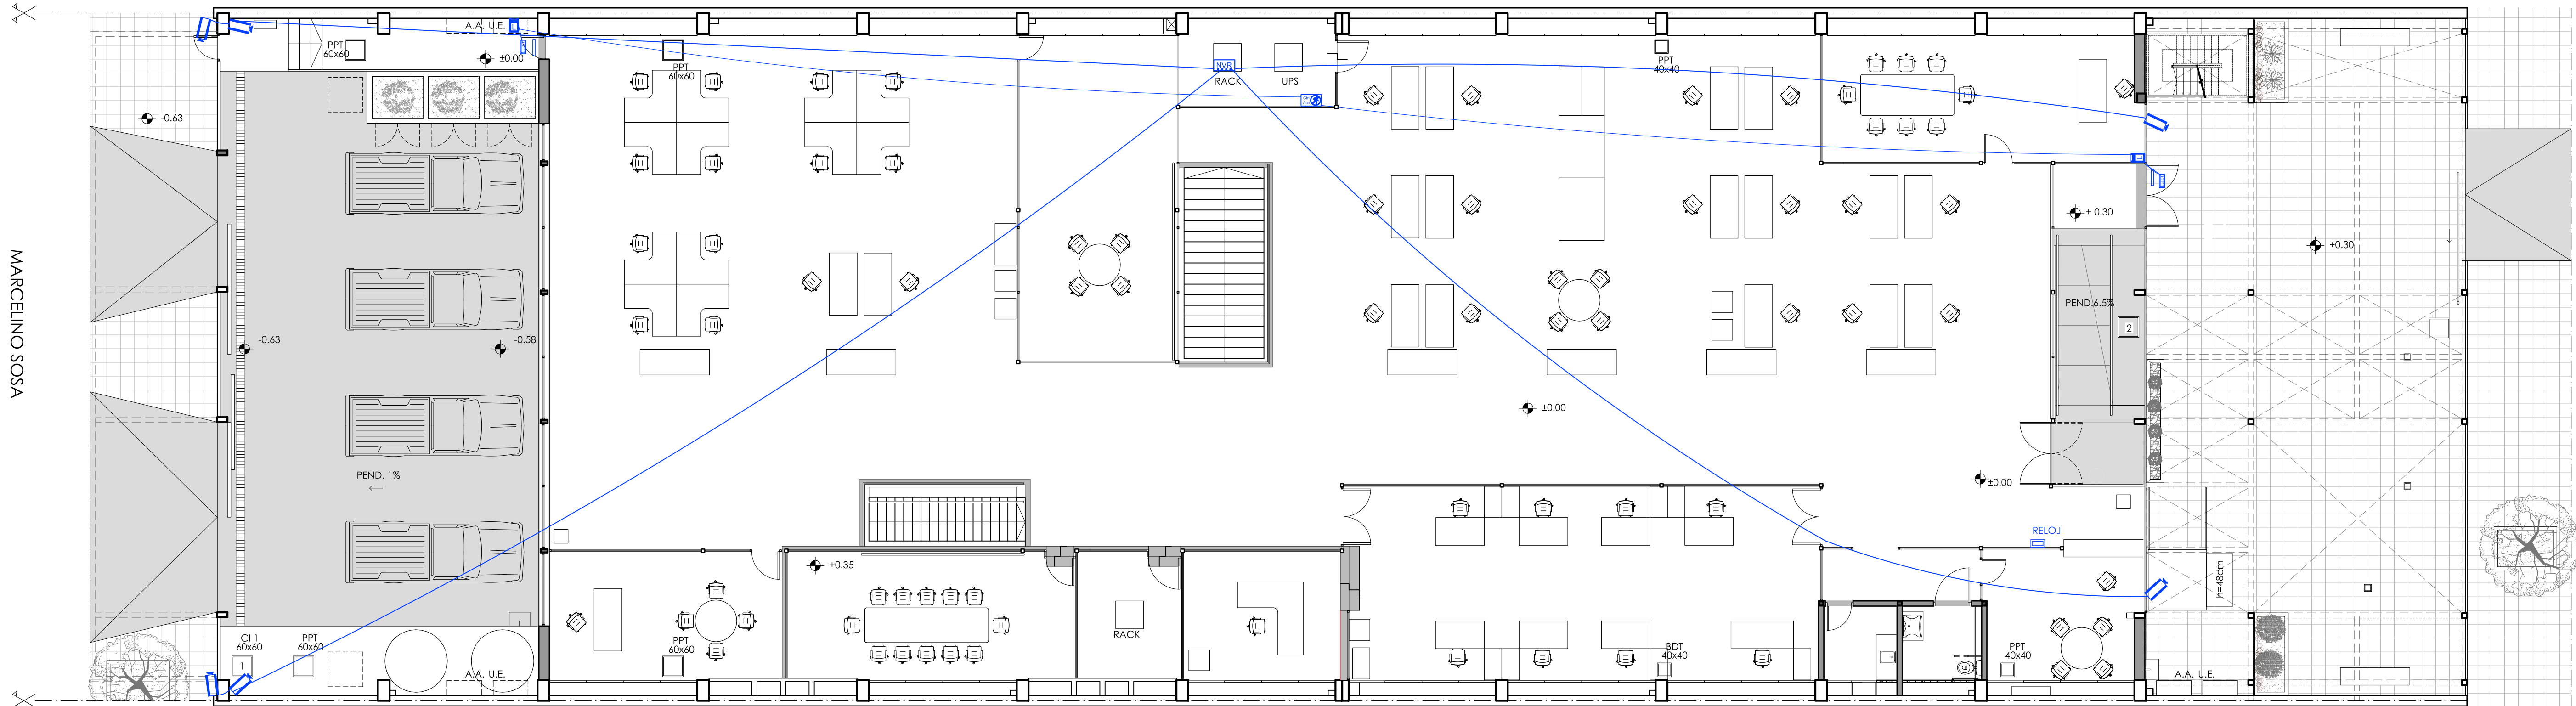 MARCELINO SOSA
A.A. U.E.
PPT
60x60
±0.00
-0.63
PPT
60x60
NVR
RACK
UPS
PPT
40x40
+ 0.30
+0.30
PEND.6.5%
2
-0.63
-0.58
±0.00
PEND. 1%
±0.00
RELOJ
+0.35
h=48cm
CI 1
60x60
1
PPT
60x60
A.A. U.E.
PPT
60x60
RACK
BDT
40x40
PPT
40x40
A.A. U.E.